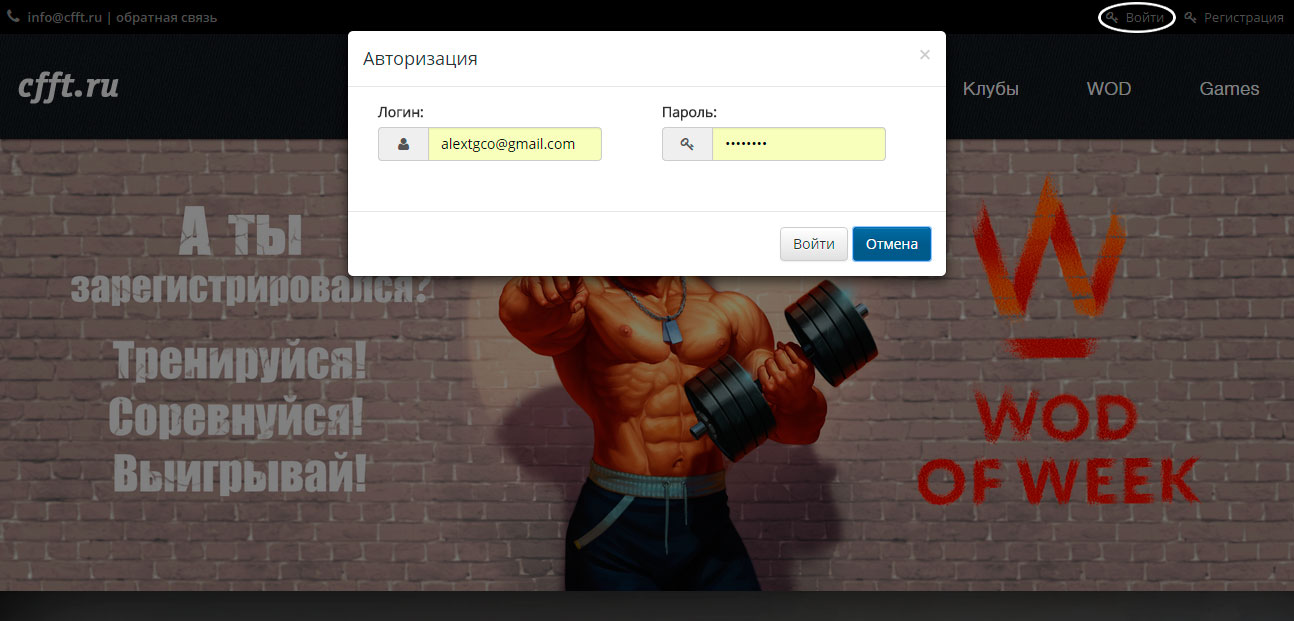 info@cfft.ru | обратная связь
Войти
Регистрация
Авторизация
×
cfft.ru
Клубы
WOD
Games
Логин:
Пароль:
alextgco@gmail.com
••••••••
Войти
Отмена
А ты
зарегистрировался?
Тренируйся!
Соревнуйся!
Выигрывай!
WOD
OF WEEK